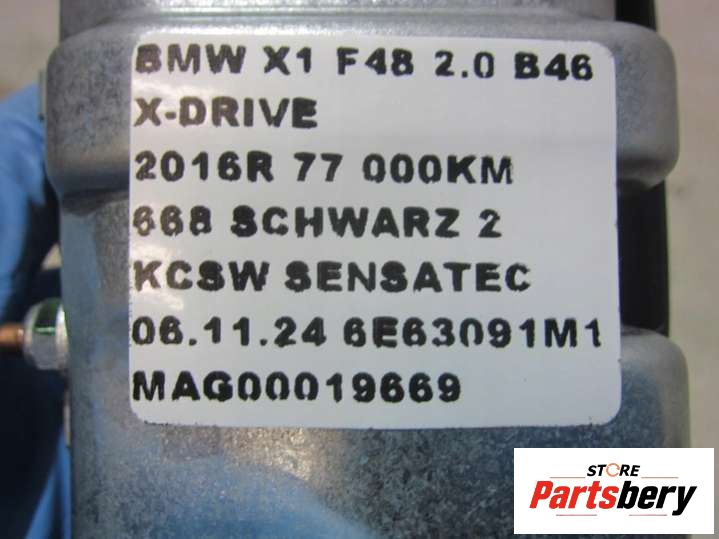 BMW X1 F48 2.0 B46
X-DRIVE
2016R 77 000KM
668 SCHWARZ 2
KCSW SENSATEC
06.11.24 6E63091M1
MAG00019669
STORE
Partsbery